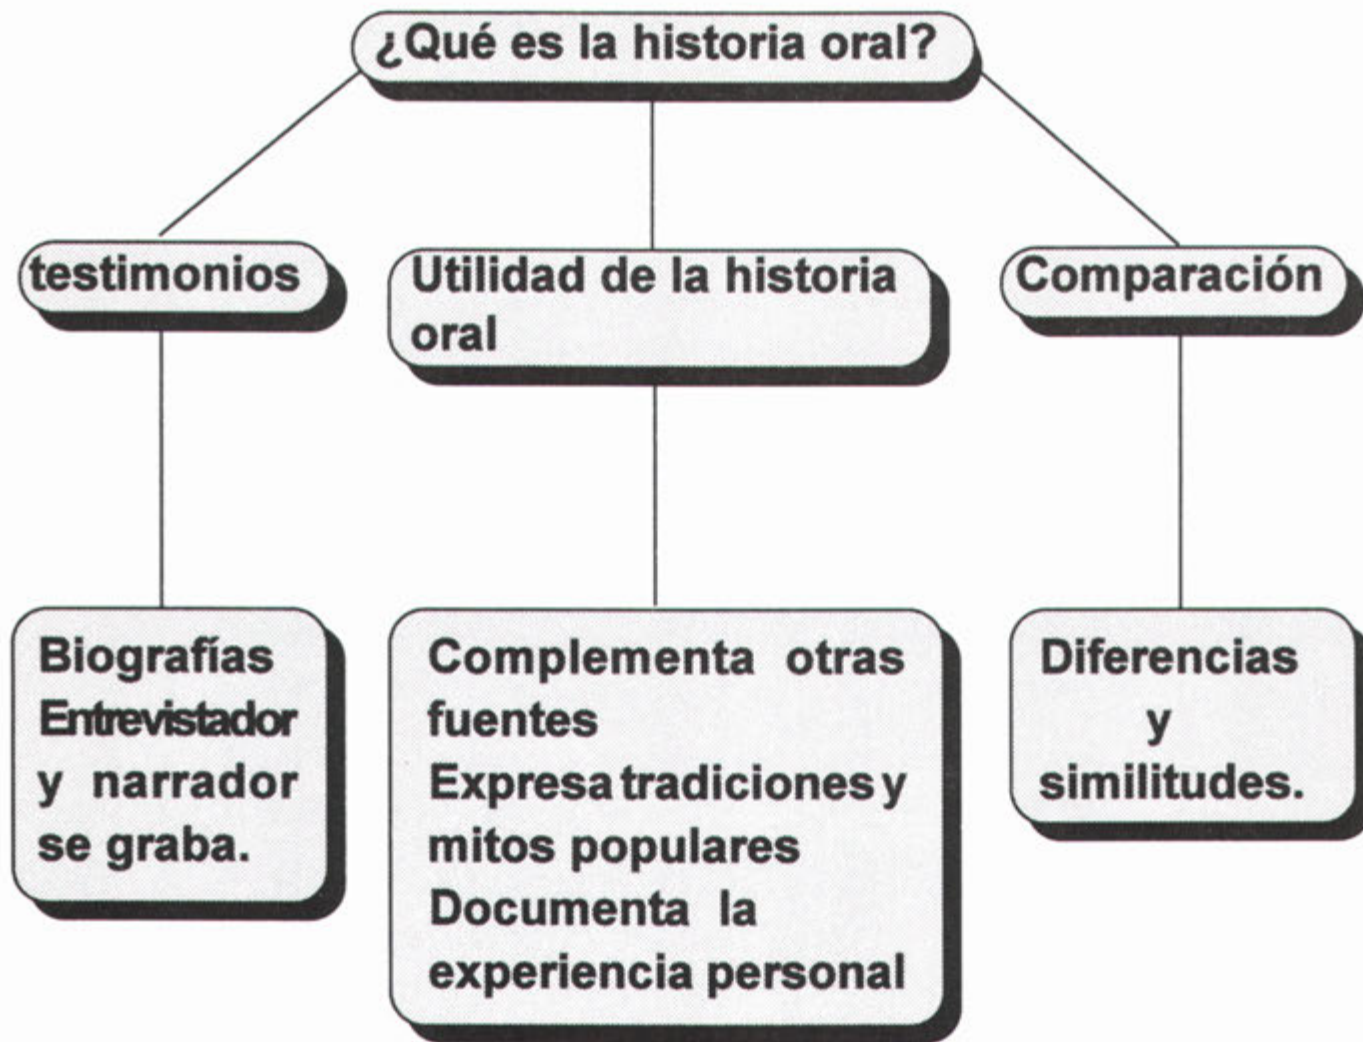 ¿Qué es la historia oral?
testimonios
Utilidad de la historia
oral
Comparación
Biografías
Entrevistador
y narrador
se graba.
Complementa otras
fuentes
Expresa tradiciones y
mitos populares
Documenta la
experiencia personal
Diferencias
y
similitudes.